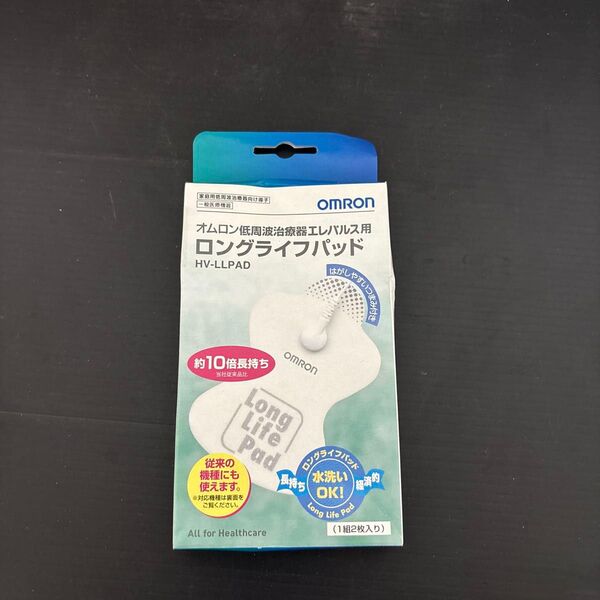 家庭用低周波治療器向け導子
一般医療機器
OMRON
オムロン低周波治療器エレパルス用
ロングライフパッド
HV-LLPAD
はがしやすいつまみ付き
OMRON
約10倍長持ち
当社従来品比
Long
Life
Pad
従来の
機種にも
使えます。
※対応機種は裏面を
ご覧ください。
ロングライフパッド
長持ち
水洗い
OK!
経済的
Long Life Pad
All for Healthcare
(1組2枚入り)